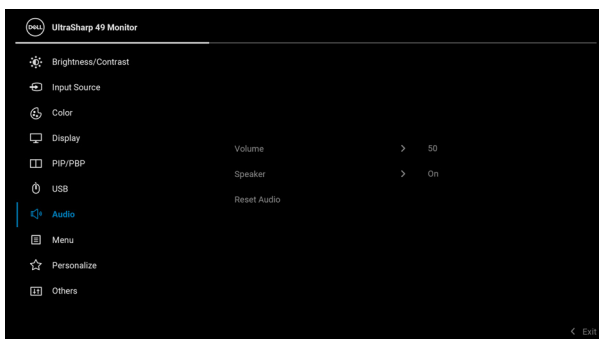 DELL UltraSharp 49 Monitor
Brightness/Contrast
Input Source
Color
Display
PIP/PBP
USB
Audio
Menu
Personalize
Others
Volume > 50
Speaker > On
Reset Audio
< Exit